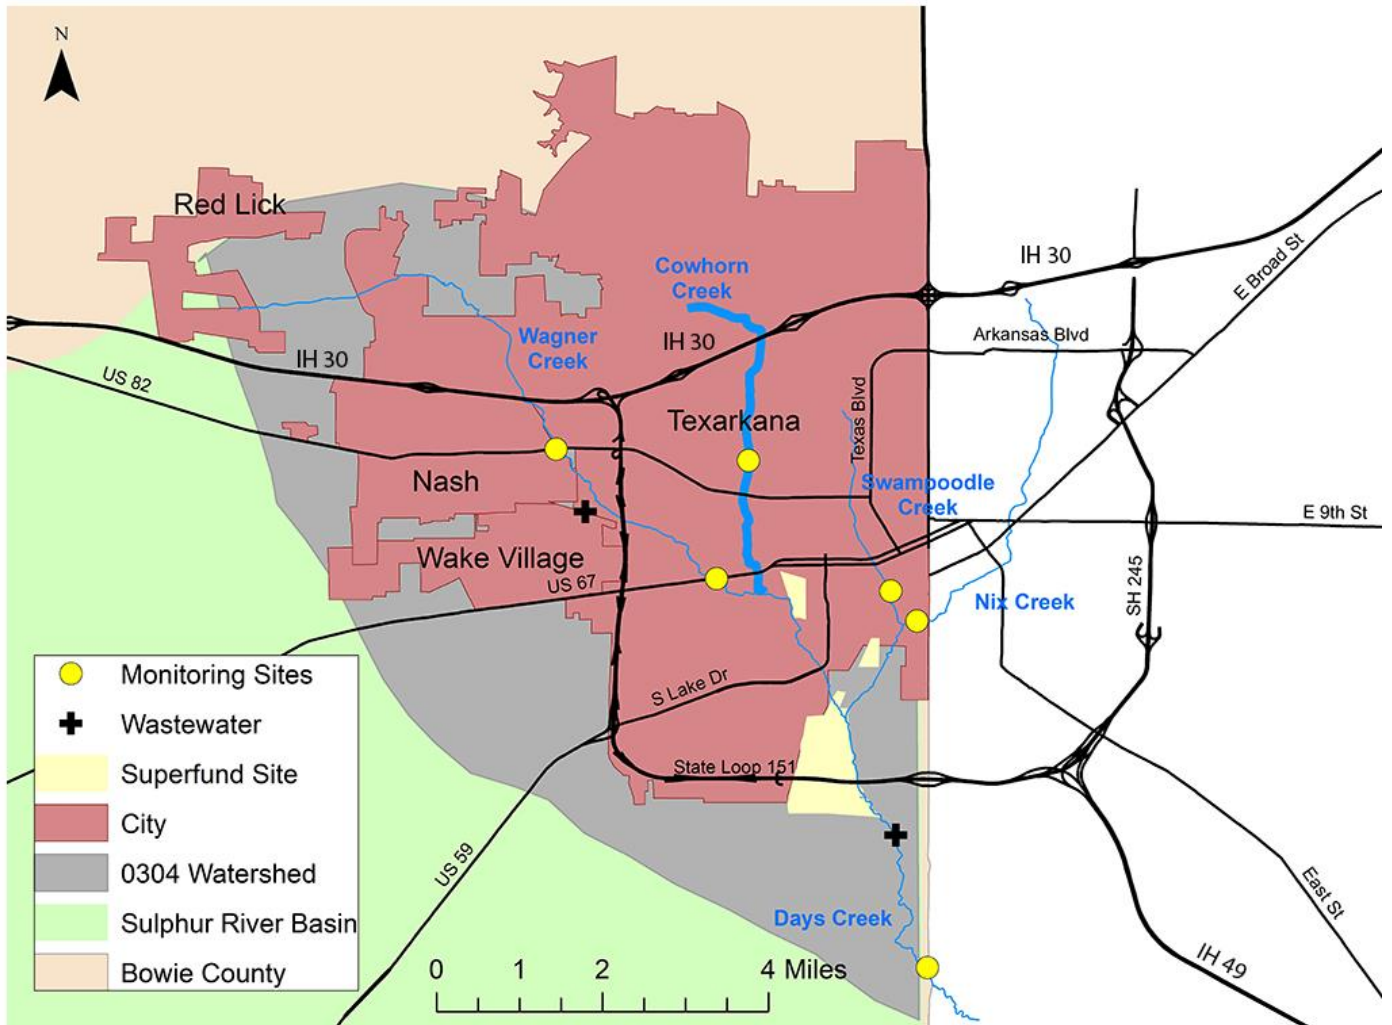 N
Red Lick
IH 30
E Broad St
Cowhorn
Creek
Wagner
Creek
IH 30
IH 30
Arkansas Blvd
US 82
Texas Blvd
Texarkana
Nash
Swampoodle
Creek
E 9th St
Wake Village
US 67
Nix Creek
SH 245
S Lake Dr
State Loop 151
US 59
East St
Days Creek
IH 49
Monitoring Sites
Wastewater
Superfund Site
City
0304 Watershed
Sulphur River Basin
Bowie County
0 1 2 4 Miles